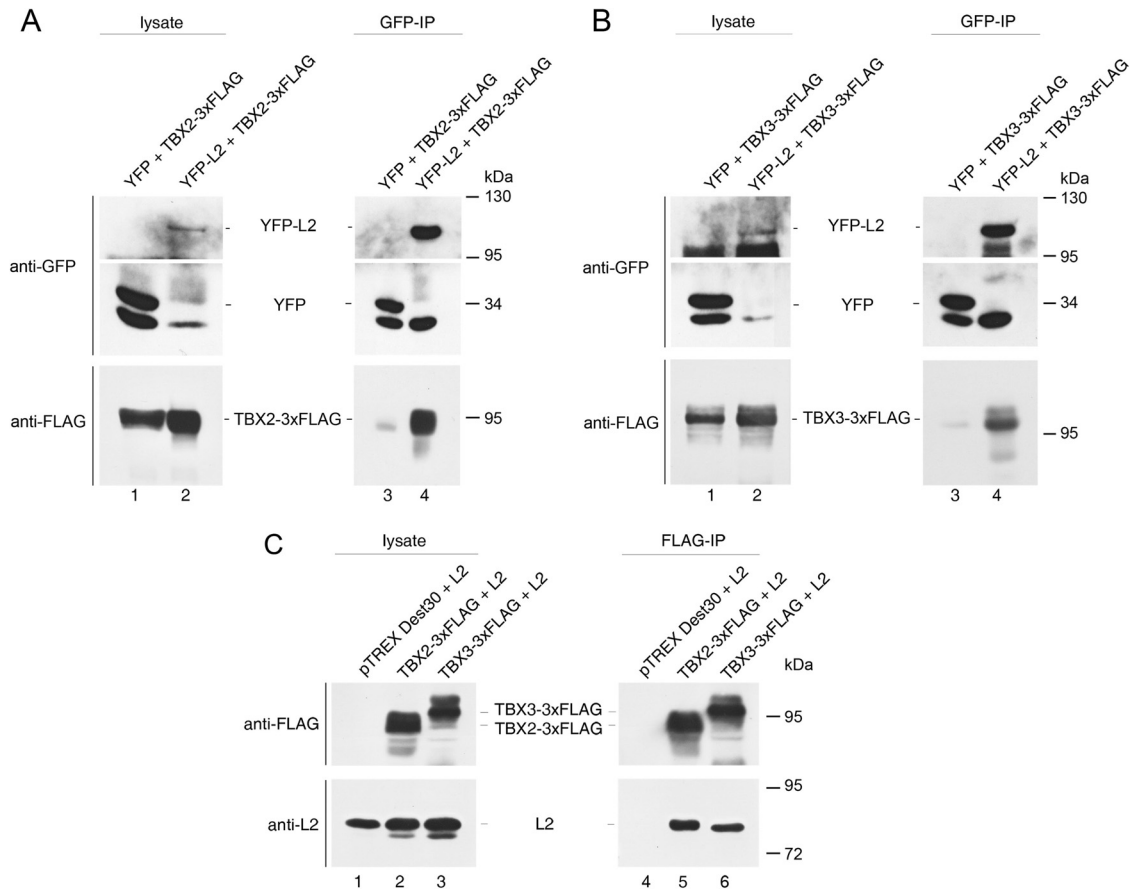 A
lysate
GFP-IP
YFP + TBX2-3xFLAG
YFP-L2 + TBX2-3xFLAG
YFP + TBX2-3xFLAG
YFP-L2 + TBX2-3xFLAG
kDa
130
YFP-L2
95
anti-GFP
YFP
34
anti-FLAG
TBX2-3xFLAG
95
1 2 3 4
B
lysate
GFP-IP
YFP + TBX3-3xFLAG
YFP-L2 + TBX3-3xFLAG
YFP + TBX3-3xFLAG
YFP-L2 + TBX3-3xFLAG
kDa
130
YFP-L2
95
anti-GFP
YFP
34
anti-FLAG
TBX3-3xFLAG
95
1 2 3 4
C
lysate
FLAG-IP
pTREX Dest30 + L2
TBX2-3xFLAG + L2
TBX3-3xFLAG + L2
pTREX Dest30 + L2
TBX2-3xFLAG + L2
TBX3-3xFLAG + L2
kDa
TBX3-3xFLAG
95
anti-FLAG
TBX2-3xFLAG
95
anti-L2
L2
72
1 2 3 4 5 6